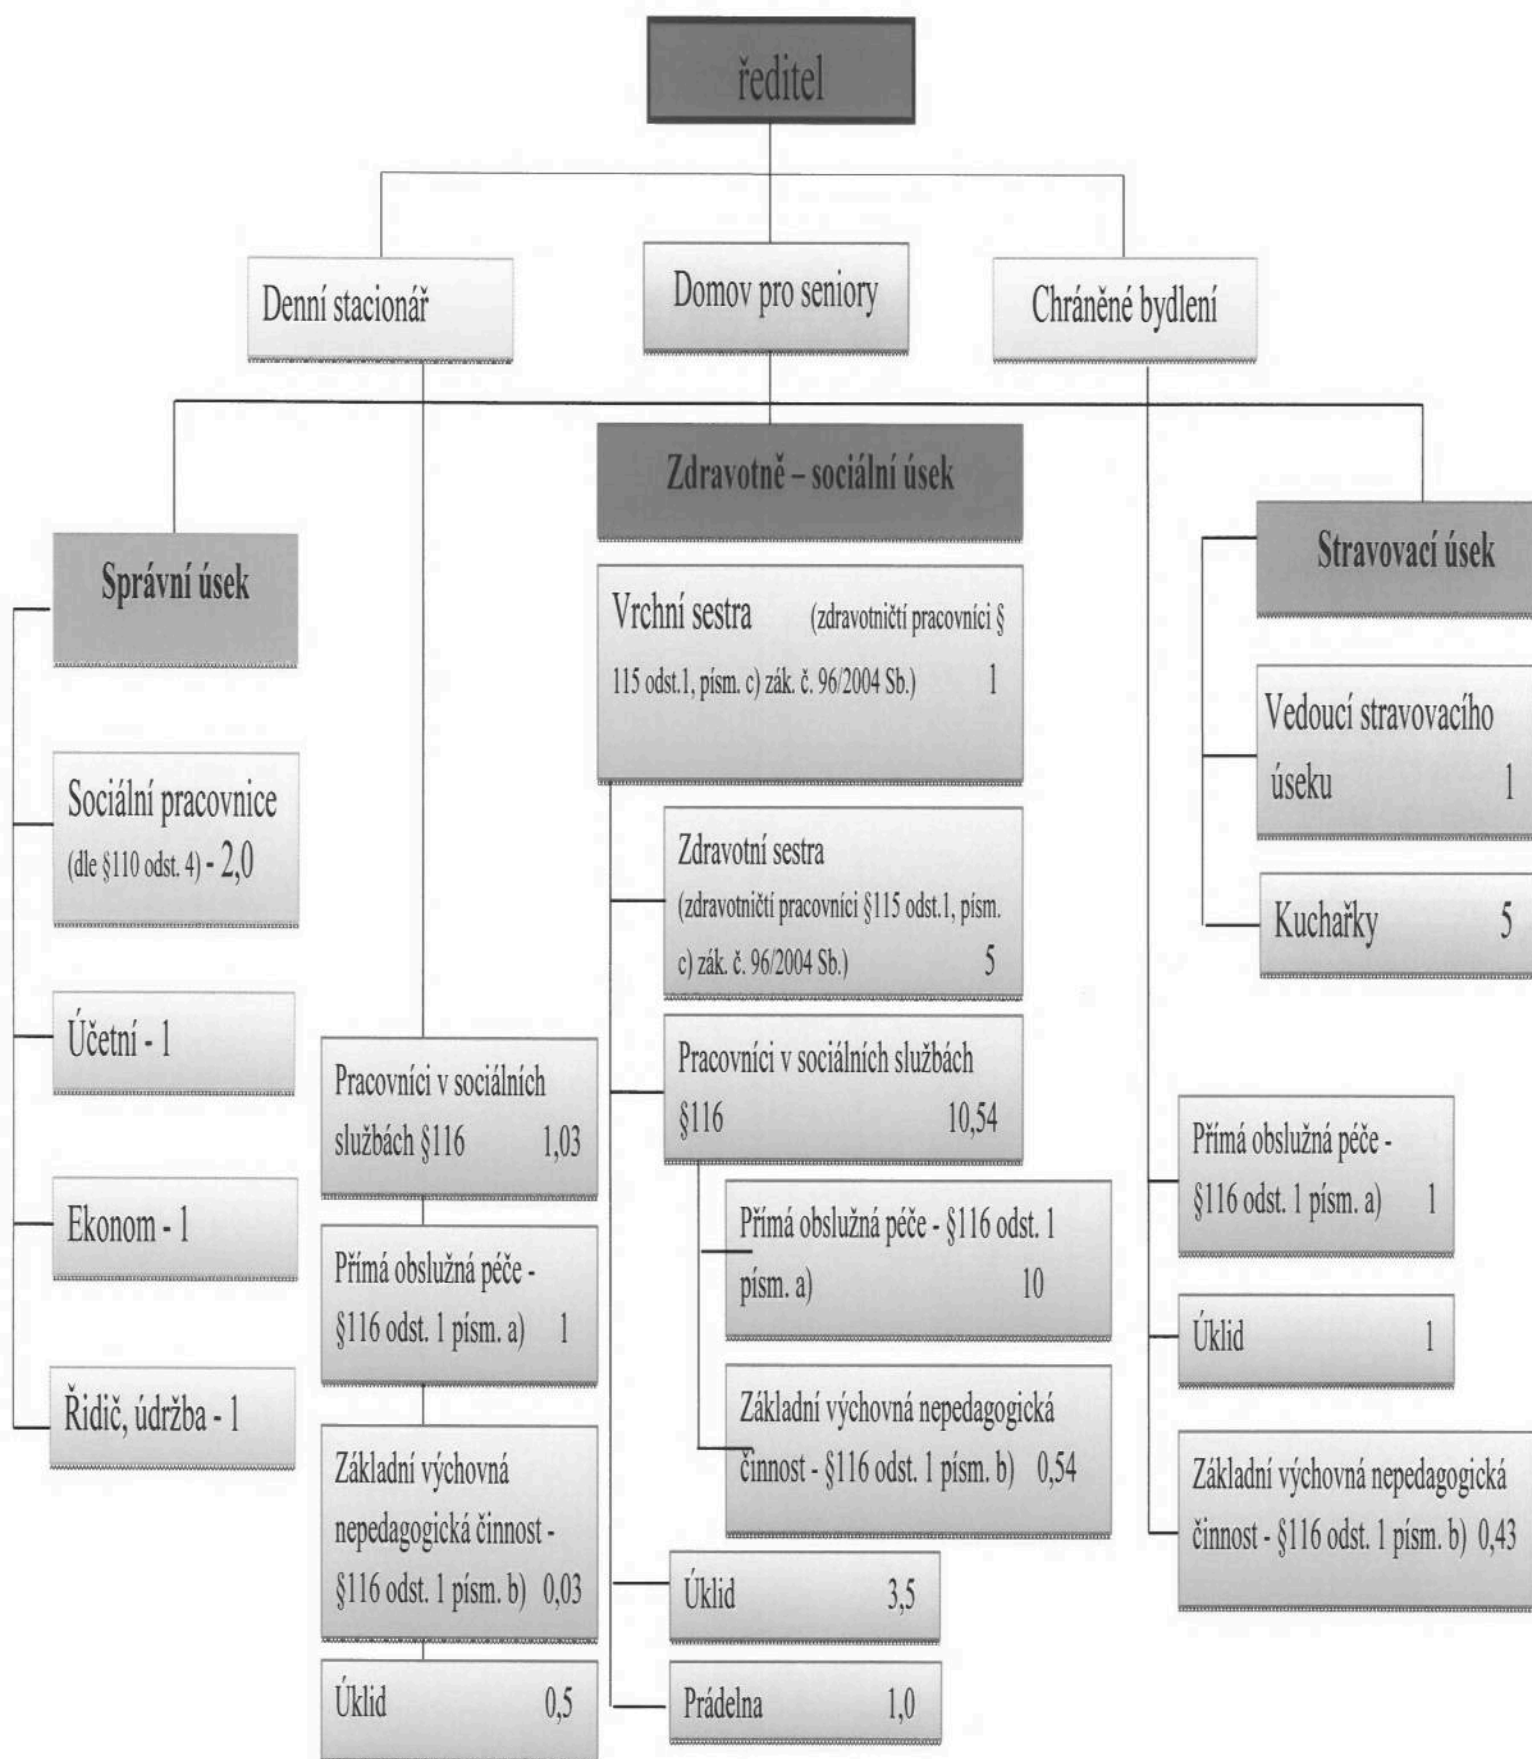 ředitel
Denní stacionář
Domov pro seniory
Chráněné bydlení
Správní úsek
Sociální pracovnice
(dle §110 odst. 4) - 2,0
Účetní - 1
Ekonom - 1
Řidič, údržba - 1
Pracovníci v sociálních
službách §116 1,03
Přímá obslužná péče -
§116 odst. 1 písm. a) 1
Základní výchovná
nepedagogická činnost -
§116 odst. 1 písm. b) 0,03
Úklid 0,5
Zdravotně – sociální úsek
Vrchní sestra (zdravotničtí pracovníci §
115 odst.1, písm. c) zák. č. 96/2004 Sb.) 1
Zdravotní sestra
(zdravotničtí pracovníci §115 odst.1, písm.
c) zák. č. 96/2004 Sb.) 5
Pracovníci v sociálních službách
§116 10,54
Přímá obslužná péče - §116 odst. 1
písm. a) 10
Základní výchovná nepedagogická
činnost - §116 odst. 1 písm. b) 0,54
Úklid 3,5
Prádelna 1,0
Stravovací úsek
Vedoucí stravovacího
úseku 1
Kuchařky 5
Přímá obslužná péče -
§116 odst. 1 písm. a) 1
Úklid 1
Základní výchovná nepedagogická
činnost - §116 odst. 1 písm. b) 0,43